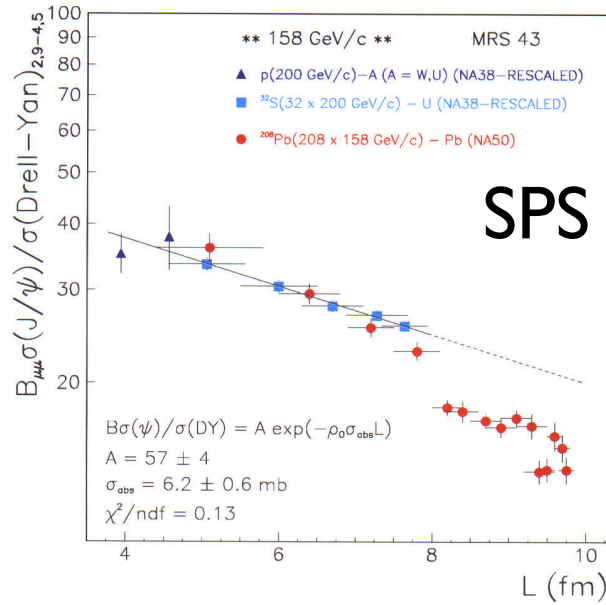 ** 158 GeV/c ** MRS 43
p(200 GeV/c)-A (A = W,U) (NA38-RESCALED)
³²S(32 x 200 GeV/c) - U (NA38-RESCALED)
²⁰⁸Pb(208 x 158 GeV/c) - Pb (NA50)
SPS
B_μμσ(J/ψ)/σ(Drell-Yan)_2,9-4,5
100
90
80
70
60
50
40
30
20
Bσ(ψ)/σ(DY) = A exp(-ρ₀σ_absL)
A = 57 ± 4
σ_abs = 6.2 ± 0.6 mb
χ²/ndf = 0.13
4 6 8 10
L (fm)